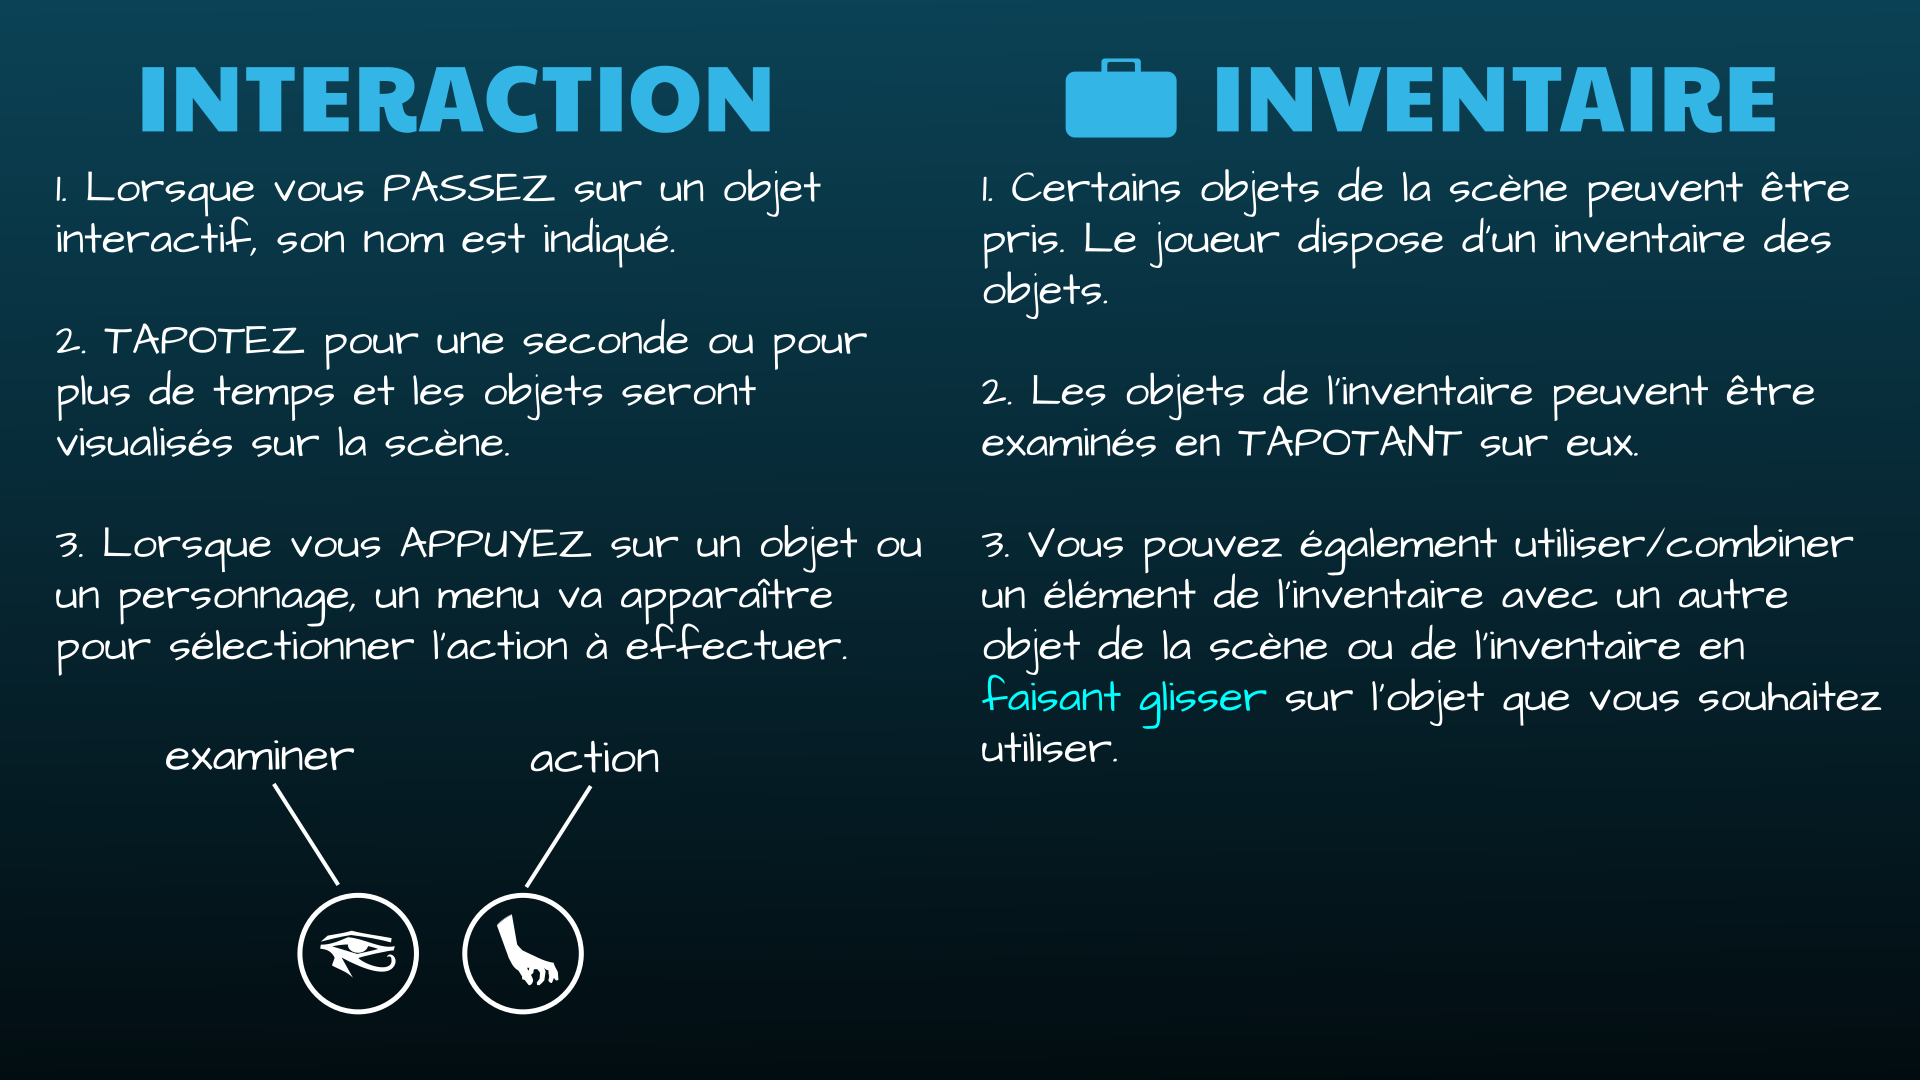 INTERACTION
1. Lorsque vous PASSEZ sur un objet
interactif, son nom est indiqué.
2. TAPOTEZ pour une seconde ou pour
plus de temps et les objets seront
visualisés sur la scène.
3. Lorsque vous APPUYEZ sur un objet ou
un personnage, un menu va apparaître
pour sélectionner l'action à effectuer.
examiner
action
INVENTAIRE
1. Certains objets de la scène peuvent être
pris. Le joueur dispose d'un inventaire des
objets.
2. Les objets de l'inventaire peuvent être
examinés en TAPOTANT sur eux.
3. Vous pouvez également utiliser/combiner
un élément de l'inventaire avec un autre
objet de la scène ou de l'inventaire en
faisant glisser sur l'objet que vous souhaitez
utiliser.